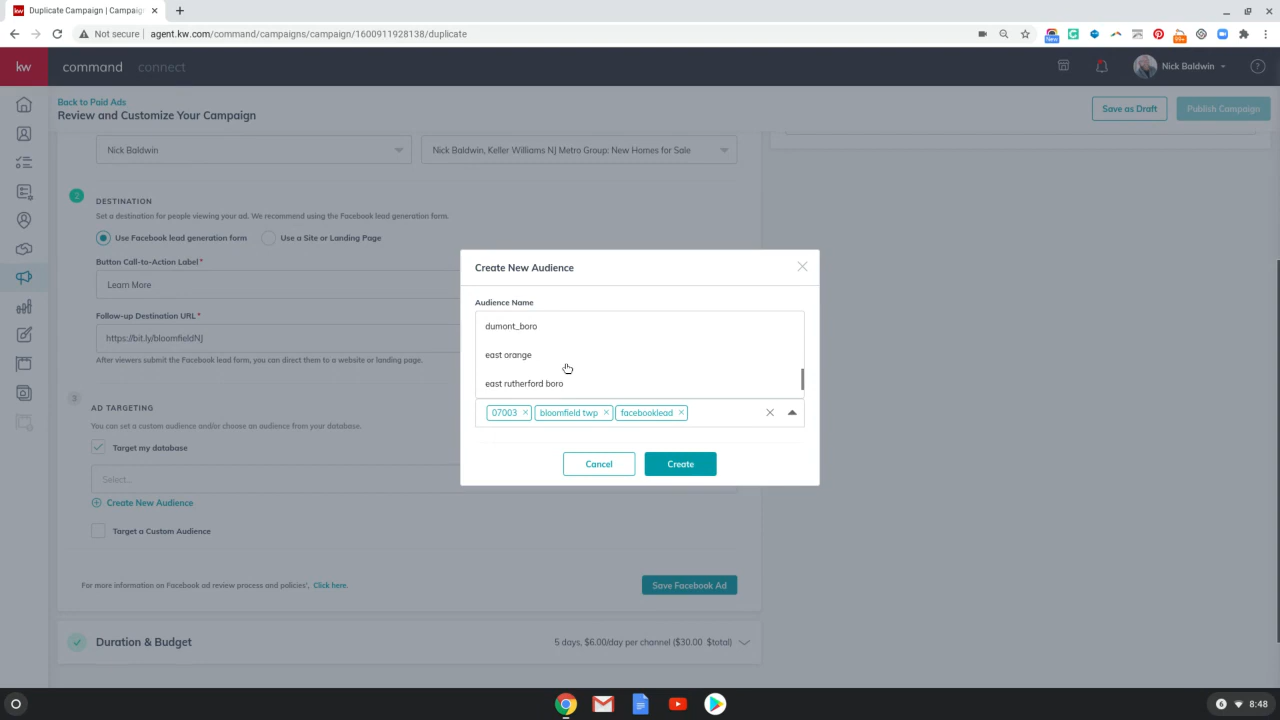 kw Duplicate Campaign | Campaig
Not secure agent.kw.com/command/campaigns/campaign/1600911928138/duplicate
New
99+
kw command connect Nick Baldwin
Back to Paid Ads
Review and Customize Your Campaign
Save as Draft Publish Campaign
Nick Baldwin Nick Baldwin, Keller Williams NJ Metro Group: New Homes for Sale
2 DESTINATION
Set a destination for people viewing your ad. We recommend using the Facebook lead generation form.
Use Facebook lead generation form Use a Site or Landing Page
Button Call-to-Action Label*
Learn More
Follow-up Destination URL *
https://bit.ly/bloomfieldNJ
After viewers submit the Facebook lead form, you can direct them to a website or landing page.
3 AD TARGETING
You can set a custom audience and/or choose an audience from your database.
Target my database
Select...
Create New Audience
Target a Custom Audience
For more information on Facebook ad review process and policies', Click here.
Save Facebook Ad
Duration & Budget 5 days, $6.00/day per channel ($30.00 $total)
Create New Audience
Audience Name
dumont_boro
east orange
east rutherford boro
07003 × bloomfield twp × facebooklead ×
Cancel Create
6 8:48